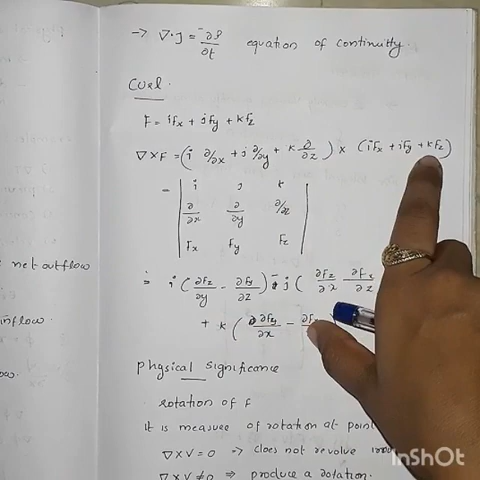 → ∇·J = -∂ρ/∂t equation of continuity.
Curl.
F = iFx + jFy + kFz
∇×F = (i ∂/∂x + j ∂/∂y + k ∂/∂z) × (iFx + jFy + kFz)
= | i j k |
| ∂/∂x ∂/∂y ∂/∂z |
| Fx Fy Fz |
= i (∂Fz/∂y - ∂Fy/∂z) - j (∂Fz/∂x - ∂Fx/∂z
+ k (∂Fy/∂x - ∂F
net outflow
inflow.
Physical significance
rotation of F
it is measure of rotation at point
∇×V=0 → does not revolve
∇×V≠0 ⇒ produce a rotation.
InShOt